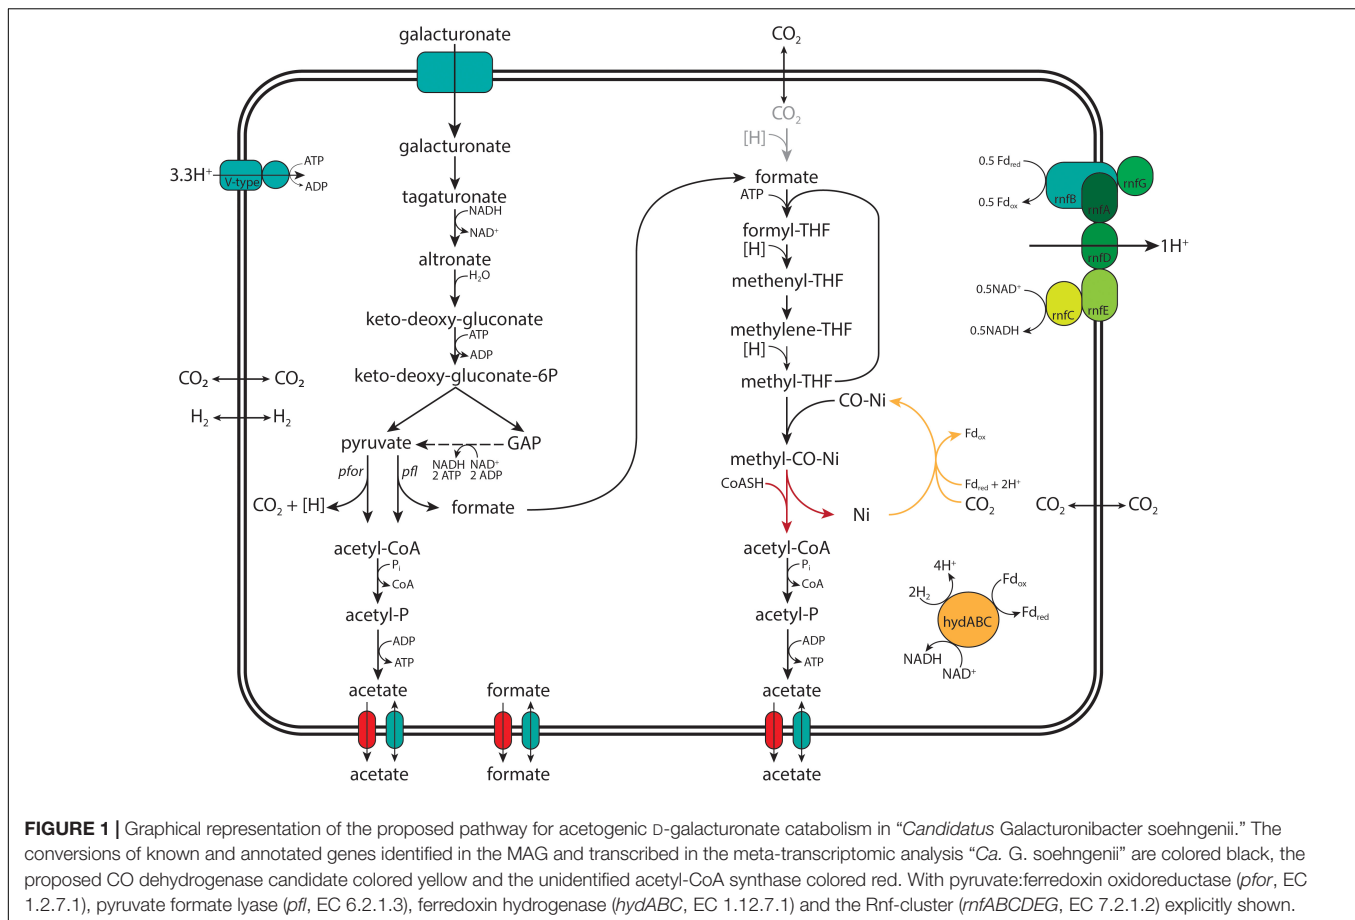 galacturonate
CO2
CO2
[H]
galacturonate
formate
3.3H+
V-type
ATP
ADP
ATP
tagaturonate
NADH
NAD+
formyl-THF
[H]
altronate
H2O
methenyl-THF
keto-deoxy-gluconate
ATP
ADP
methylene-THF
[H]
keto-deoxy-gluconate-6P
methyl-THF
0.5 Fdred
0.5 Fdox
rnfB
rnfG
rnfA
rnfD
1H+
0.5NAD+
0.5NADH
rnfC
rnfE
CO2
CO2
H2
H2
pyruvate
GAP
NADH
2 ATP
NAD+
2 ADP
pfor
pfl
CO2 + [H]
formate
CO-Ni
Fdox
methyl-CO-Ni
CoASH
Fdred + 2H+
CO2
Ni
CO2
CO2
acetyl-CoA
Pi
CoA
acetyl-P
ADP
ATP
acetate
formate
acetate
formate
acetyl-CoA
Pi
CoA
acetyl-P
ADP
ATP
acetate
acetate
4H+
2H2
Fdox
Fdred
hydABC
NADH
NAD+
FIGURE 1 | Graphical representation of the proposed pathway for acetogenic D-galacturonate catabolism in “Candidatus Galacturonibacter soehngenii.” The
conversions of known and annotated genes identified in the MAG and transcribed in the meta-transcriptomic analysis “Ca. G. soehngenii” are colored black, the
proposed CO dehydrogenase candidate colored yellow and the unidentified acetyl-CoA synthase colored red. With pyruvate:ferredoxin oxidoreductase (pfor, EC
1.2.7.1), pyruvate formate lyase (pfl, EC 6.2.1.3), ferredoxin hydrogenase (hydABC, EC 1.12.7.1) and the Rnf-cluster (rnfABCDEG, EC 7.2.1.2) explicitly shown.